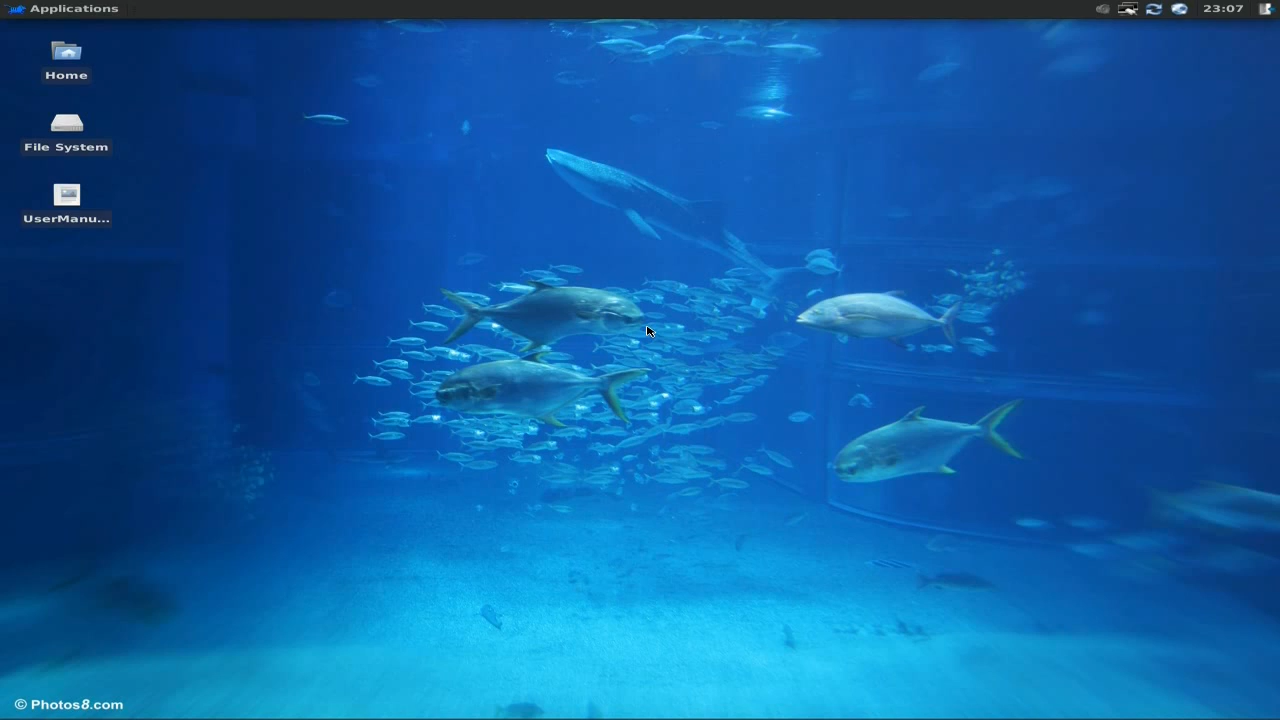 Applications
23:07
Home
File System
UserManu...
© Photos8.com